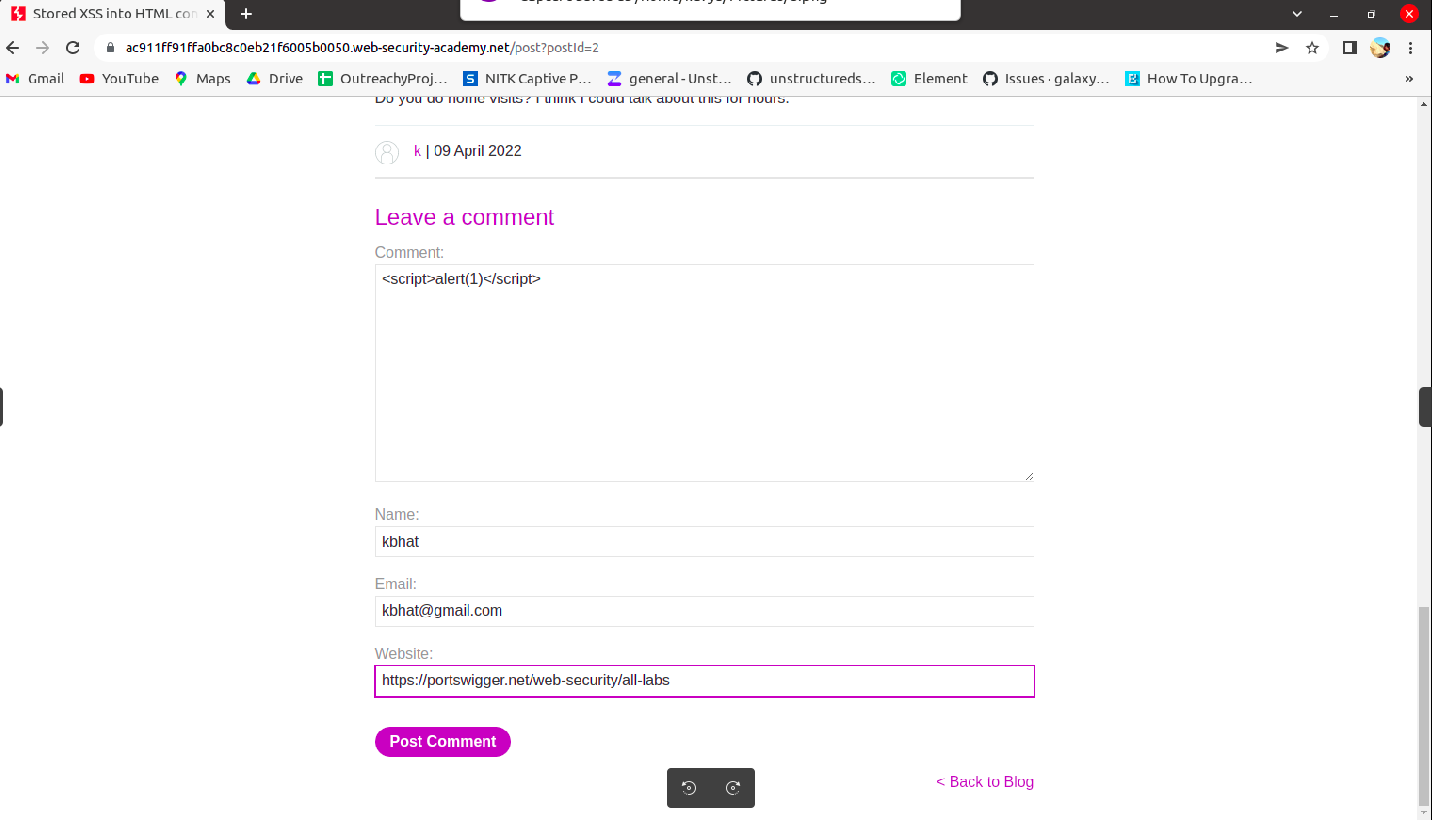 Stored XSS into HTML con
ac911ff91ffa0bc8c0eb21f6005b0050.web-security-academy.net/post?postId=2
Gmail YouTube Maps Drive OutreachyProj... NITK Captive P... general - Unst... unstructureds... Element Issues · galaxy... How To Upgra... »
Do you do home visits? I think I could talk about this for hours.
k | 09 April 2022
Leave a comment
Comment:
<script>alert(1)</script>
Name:
kbhat
Email:
kbhat@gmail.com
Website:
https://portswigger.net/web-security/all-labs
Post Comment
< Back to Blog